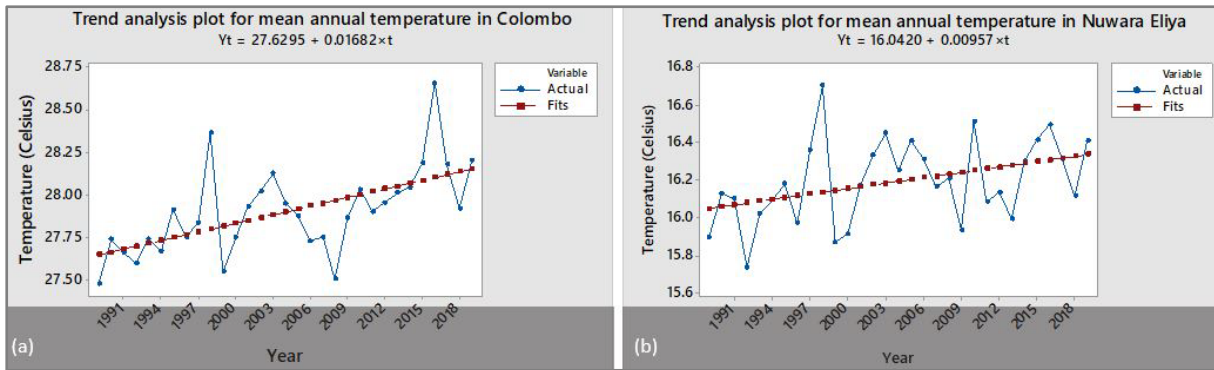 Trend analysis plot for mean annual temperature in Colombo
Yt = 27.6295 + 0.01682×t
Temperature (Celsius)
28.75
28.50
28.25
28.00
27.75
27.50
Variable
Actual
Fits
1991 1994 1997 2000 2003 2006 2009 2012 2015 2018
(a)
Year
Trend analysis plot for mean annual temperature in Nuwara Eliya
Yt = 16.0420 + 0.00957×t
Temperature (Celsius)
16.8
16.6
16.4
16.2
16.0
15.8
15.6
Variable
Actual
Fits
1991 1994 1997 2000 2003 2006 2009 2012 2015 2018
(b)
Year